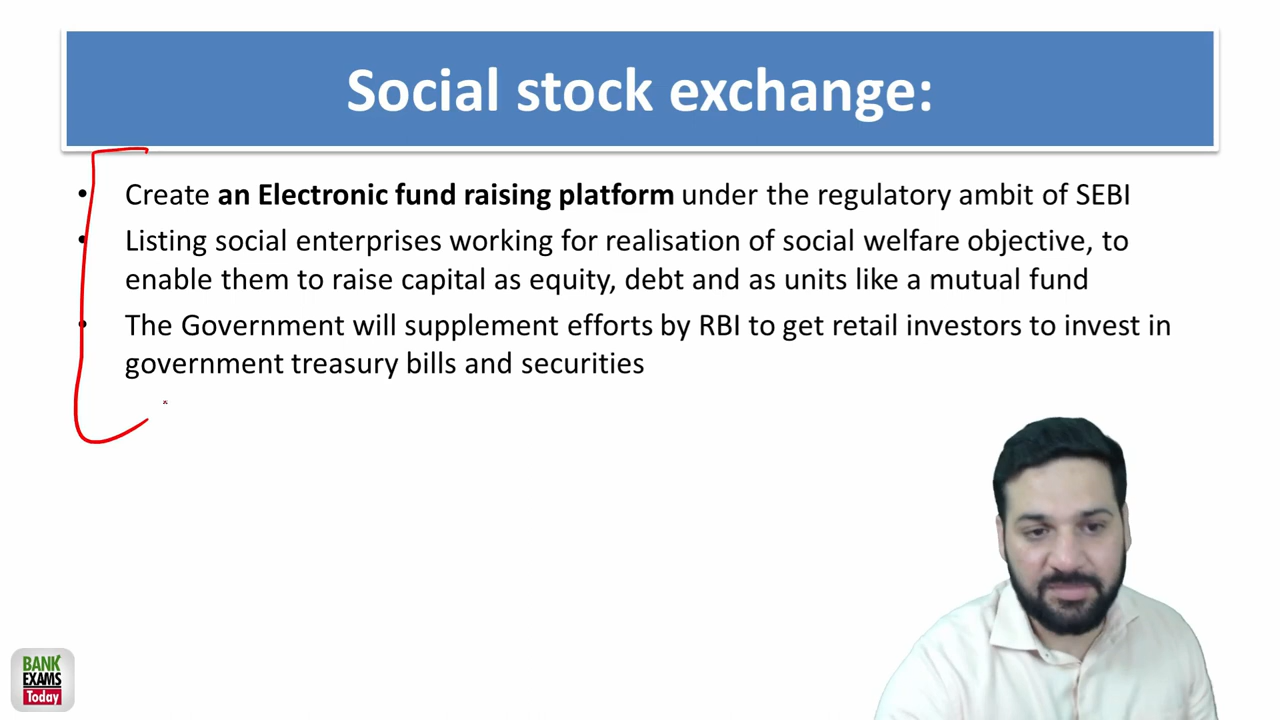 Social stock exchange:
• Create an Electronic fund raising platform under the regulatory ambit of SEBI
• Listing social enterprises working for realisation of social welfare objective, to
enable them to raise capital as equity, debt and as units like a mutual fund
• The Government will supplement efforts by RBI to get retail investors to invest in
government treasury bills and securities
BANK
EXAMS
Today